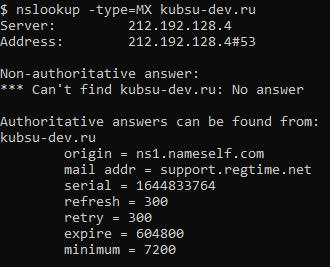 $ nslookup -type=MX kubsu-dev.ru
Server:         212.192.128.4
Address:        212.192.128.4#53

Non-authoritative answer:
*** Can't find kubsu-dev.ru: No answer

Authoritative answers can be found from:
kubsu-dev.ru
        origin = ns1.nameself.com
        mail addr = support.regtime.net
        serial = 1644833764
        refresh = 300
        retry = 300
        expire = 604800
        minimum = 7200